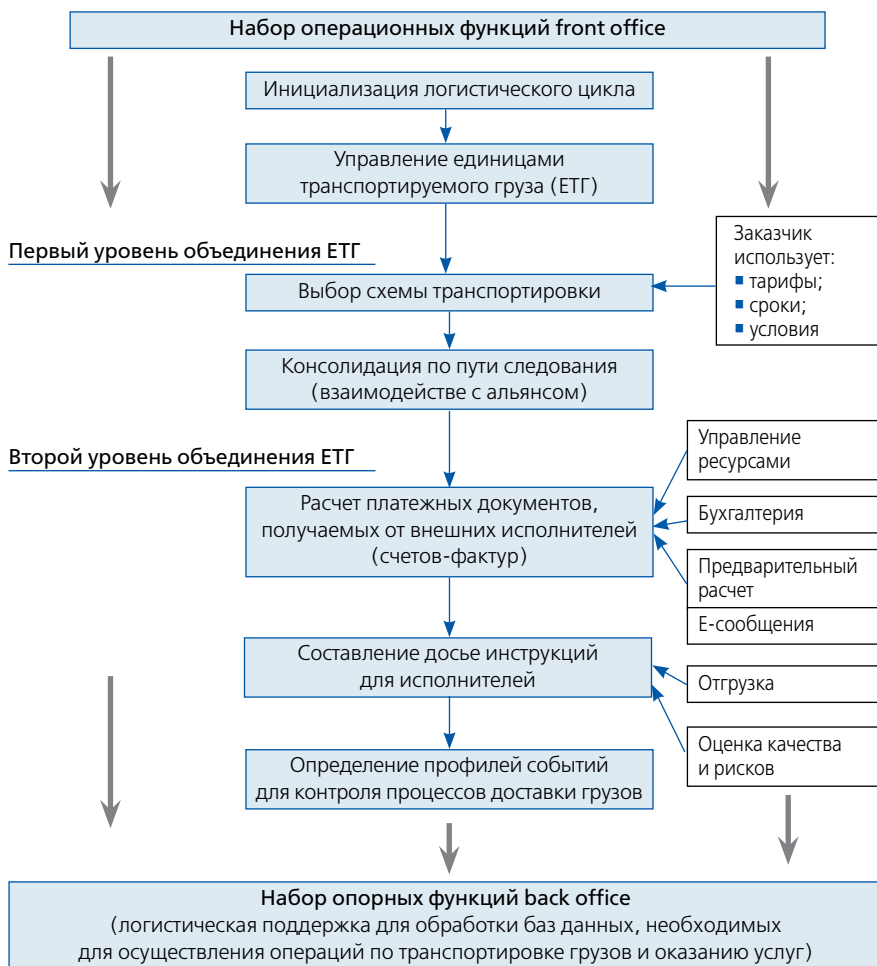 Набор операционных функций front office
Инициализация логистического цикла
Управление единицами
транспортируемого груза (ЕТГ)
Первый уровень объединения ЕТГ
Заказчик
использует:
▪ тарифы;
▪ сроки;
▪ условия
Выбор схемы транспортировки
Консолидация по пути следования
(взаимодействе с альянсом)
Второй уровень объединения ЕТГ
Управление
ресурсами
Расчет платежных документов,
получаемых от внешних исполнителей
(счетов-фактур)
Бухгалтерия
Предварительный
расчет
Е-сообщения
Составление досье инструкций
для исполнителей
Отгрузка
Оценка качества
и рисков
Определение профилей событий
для контроля процессов доставки грузов
Набор опорных функций back office
(логистическая поддержка для обработки баз данных, необходимых
для осуществления операций по транспортировке грузов и оказанию услуг)